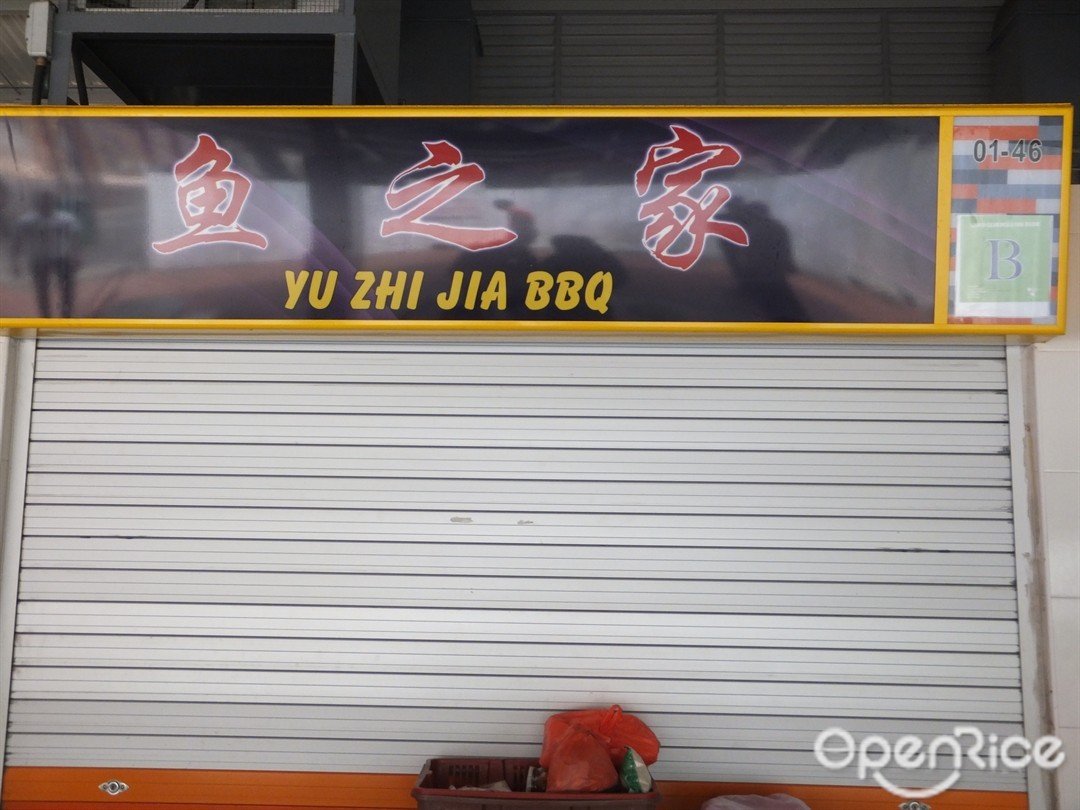 鱼之家
YU ZHI JIA BBQ
01-46
B
OpenRice